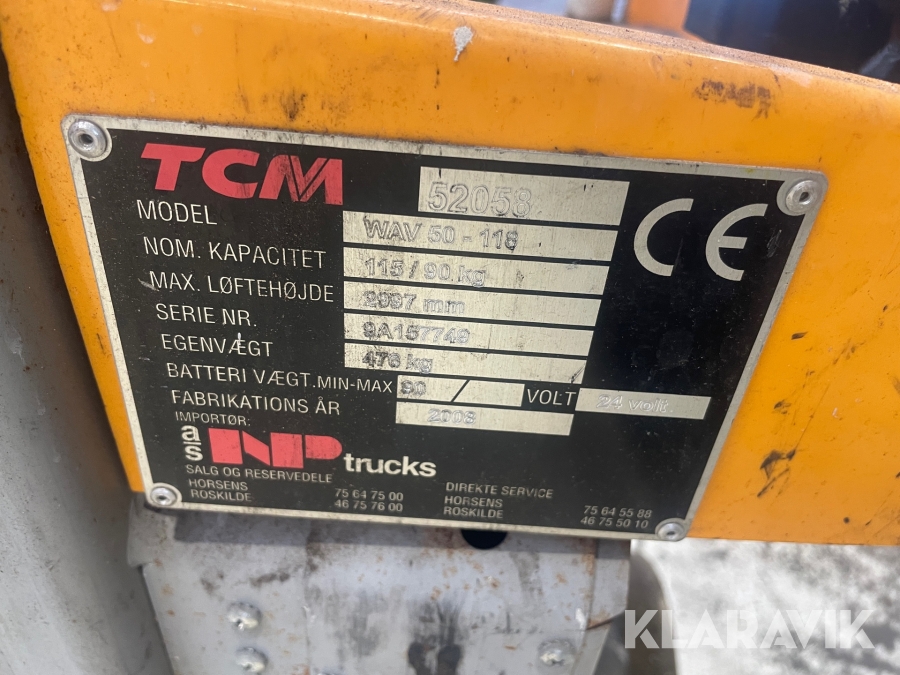 TCM
52058
MODEL WAV 50 - 118
NOM. KAPACITET 115 / 90 kg
MAX. LØFTEHØJDE 2997 mm
SERIE NR. 9A157749
EGENVÆGT 476 kg
BATTERI VÆGT.MIN-MAX 90 / VOLT 24 volt
FABRIKATIONS ÅR 2008
CE
IMPORTØR:
a/s NP trucks
SALG OG RESERVEDELE
HORSENS 75 64 75 00
ROSKILDE 46 75 76 00
DIREKTE SERVICE
HORSENS 75 64 55 88
ROSKILDE 46 75 50 10
KLARAVIK